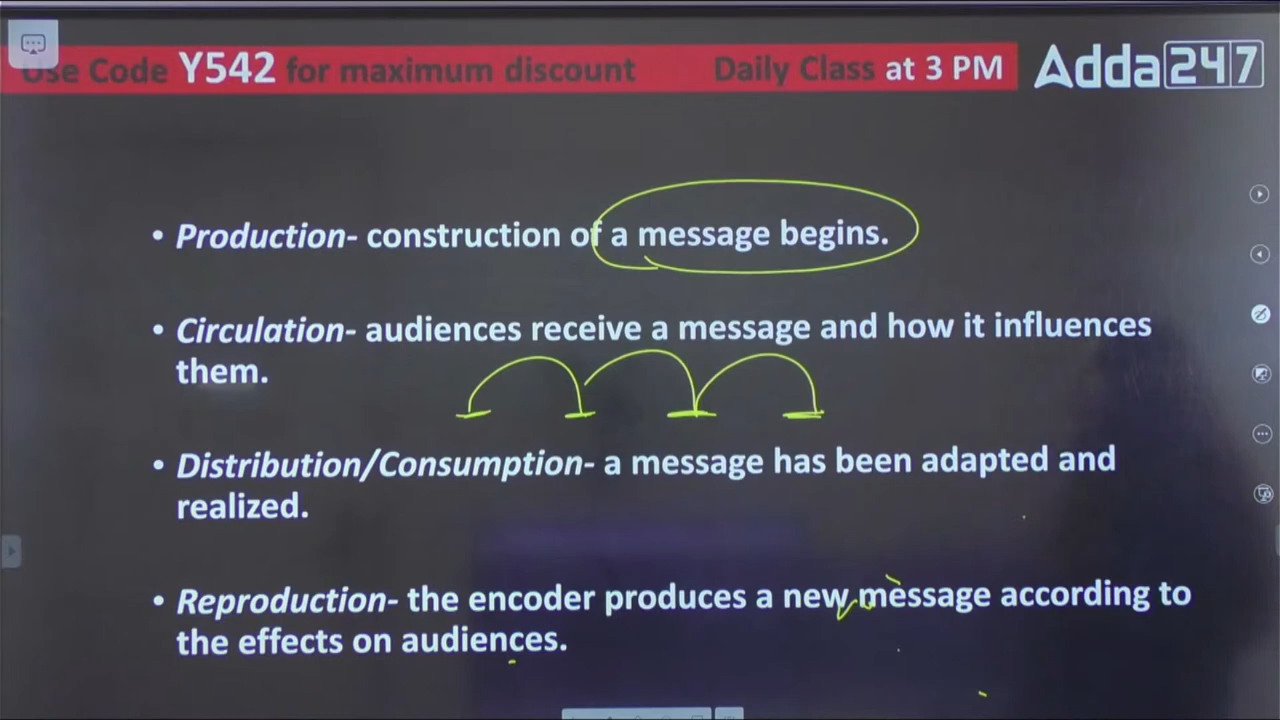 Use Code Y542 for maximum discount Daily Class at 3 PM Adda247
• Production- construction of a message begins.
• Circulation- audiences receive a message and how it influences
them.
• Distribution/Consumption- a message has been adapted and
realized.
• Reproduction- the encoder produces a new message according to
the effects on audiences.